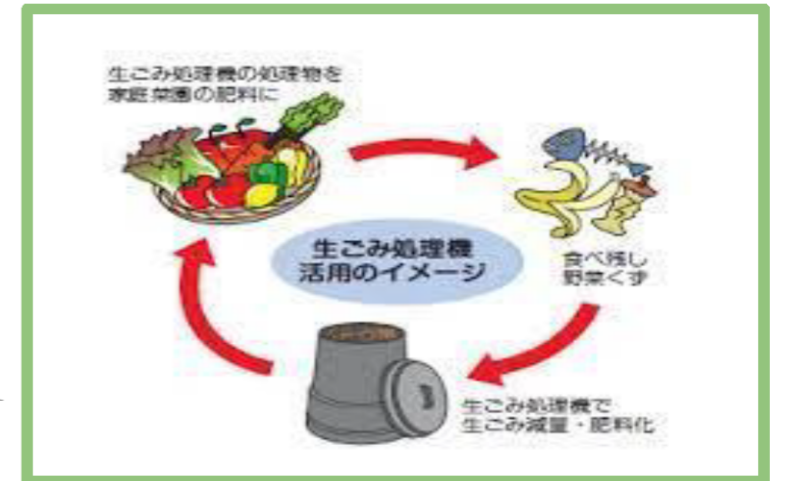 生ごみ処理機の処理物を
家庭菜園の肥料に
生ごみ処理機
活用のイメージ
食べ残し
野菜くず
生ごみ処理機で
生ごみ減量・肥料化